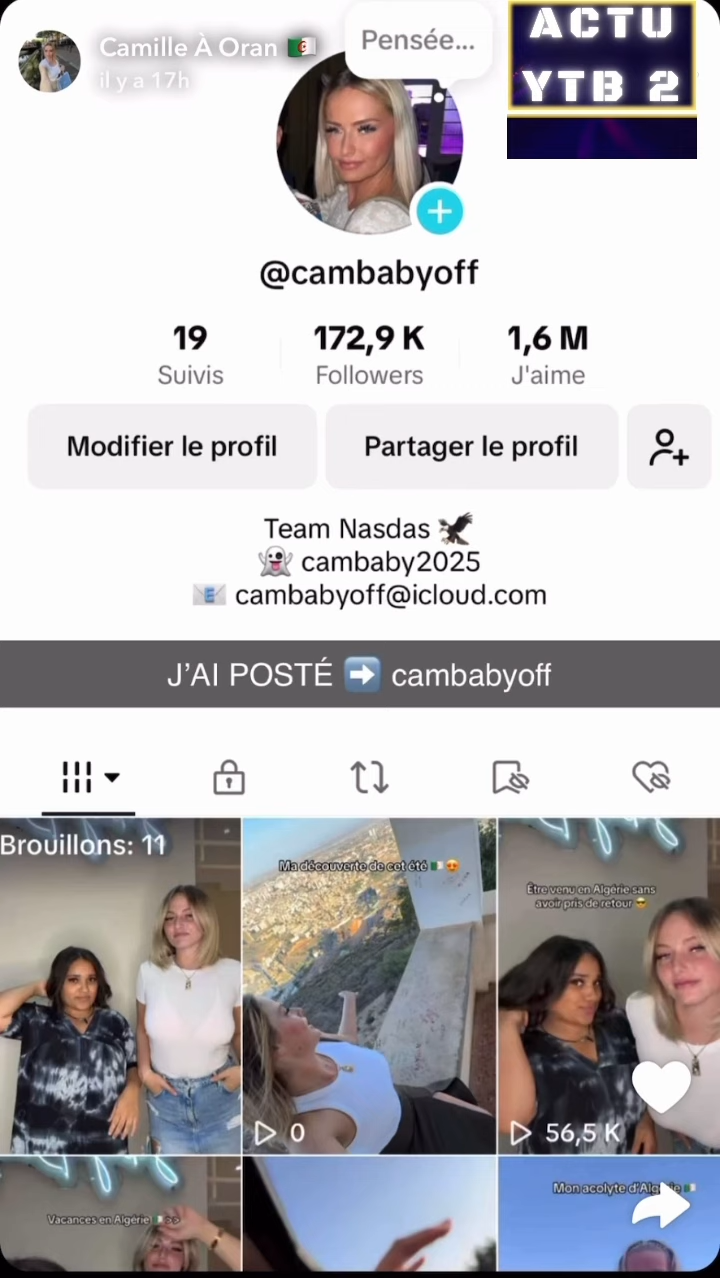 Camille À Oran 🇩🇿
il y a 17h
Pensée...
ACTU
YTB 2
@cambabyoff
19
Suivis
172,9 K
Followers
1,6 M
J'aime
Modifier le profil
Partager le profil
Team Nasdas 🦅
👻 cambaby2025
📧 cambabyoff@icloud.com
J'AI POSTÉ ➡️ cambabyoff
Brouillons: 11
Ma découverte de cet été 🇩🇿 😍
0
Être venu en Algérie sans
avoir pris de retour 😎
56,5 K
Vacances en Algérie 🇩🇿
Mon acolyte d'Algérie 🇩🇿